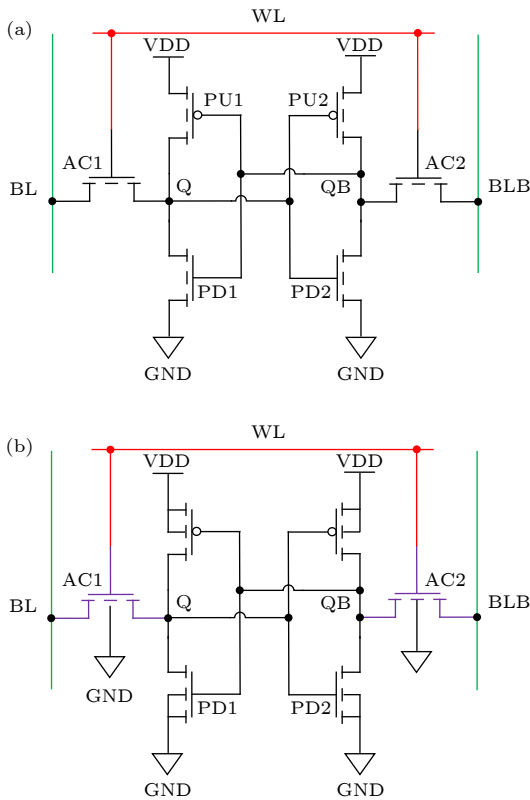 (a)
WL
VDD
VDD
PU1
PU2
AC1
AC2
BL
Q
QB
BLB
PD1
PD2
GND
GND
(b)
WL
VDD
VDD
AC1
AC2
BL
Q
QB
BLB
GND
PD1
PD2
GND
GND